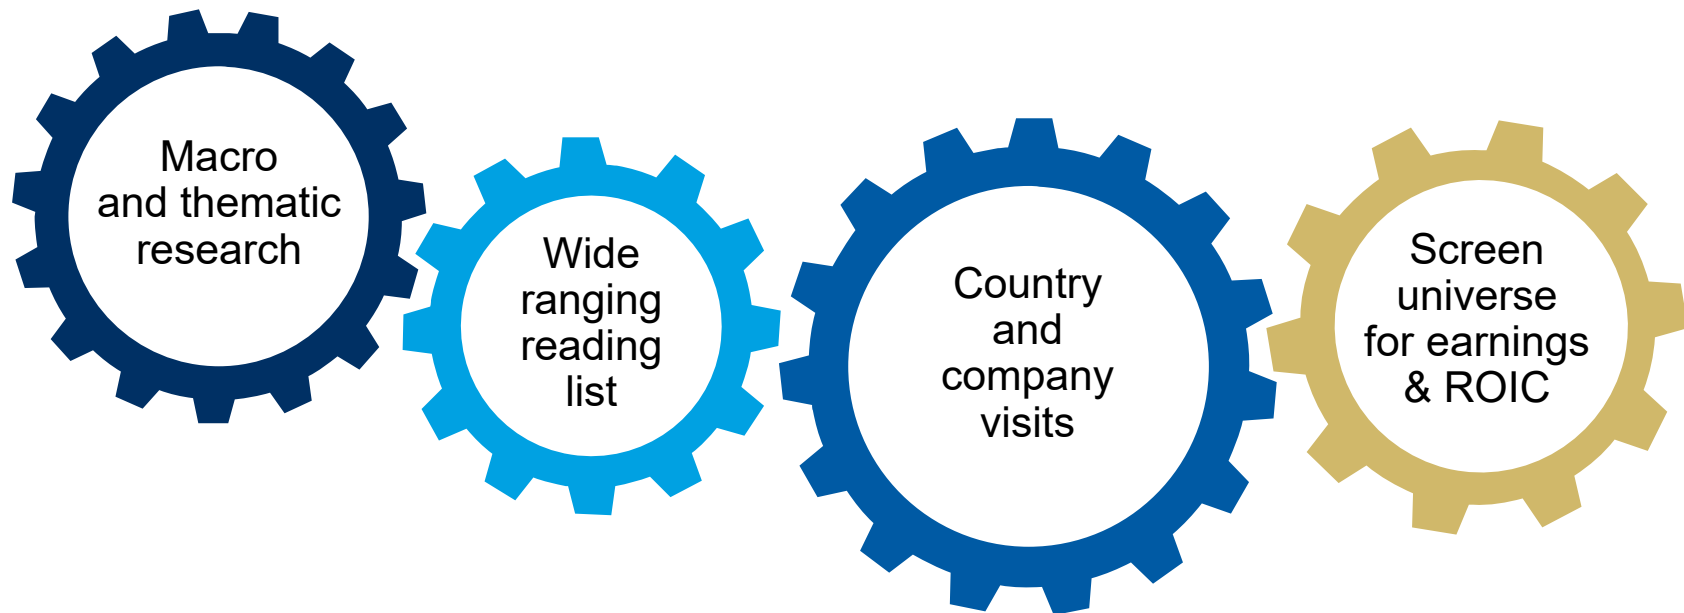 Macro
and thematic
research
Wide
ranging
reading
list
Country
and
company
visits
Screen
universe
for earnings
& ROIC